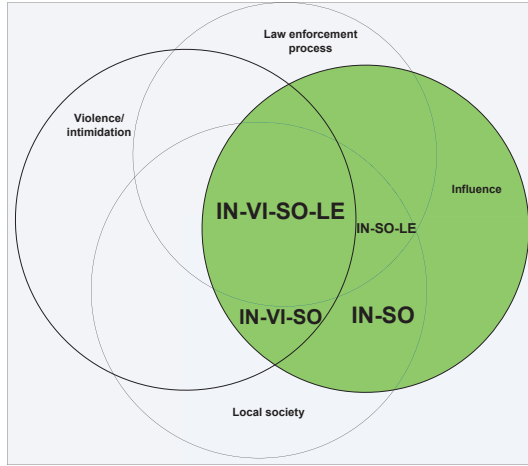 Law enforcement
process
Violence/
intimidation
Influence
IN-VI-SO-LE
IN-SO-LE
IN-VI-SO
IN-SO
Local society